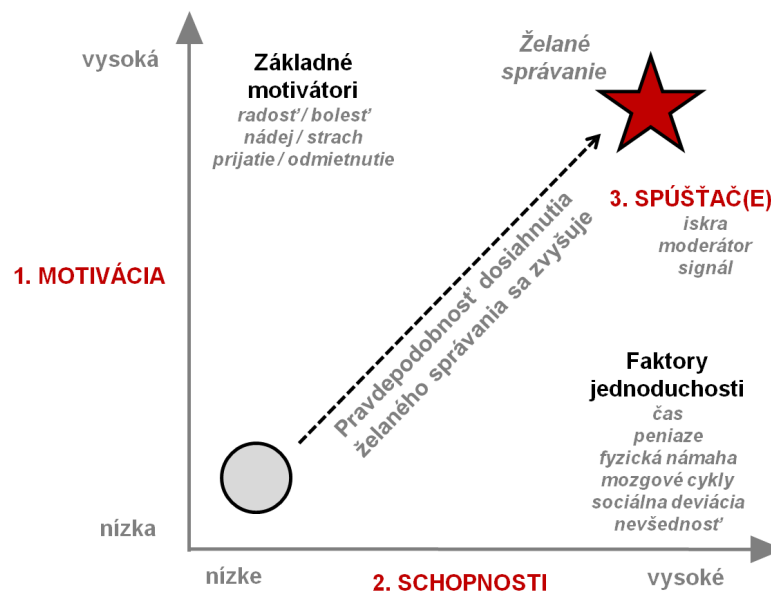 vysoká
Základné
motivátori
radosť / bolesť
nádej / strach
prijatie / odmietnutie
Želané
správanie
3. SPÚŠŤAČ(E)
iskra
moderátor
signál
1. MOTIVÁCIA
Pravdepodobnosť dosiahnutia
želaného správania sa zvyšuje
Faktory
jednoduchosti
čas
peniaze
fyzická námaha
mozgové cykly
sociálna deviácia
nevšednosť
nízka
nízke
2. SCHOPNOSTI
vysoké